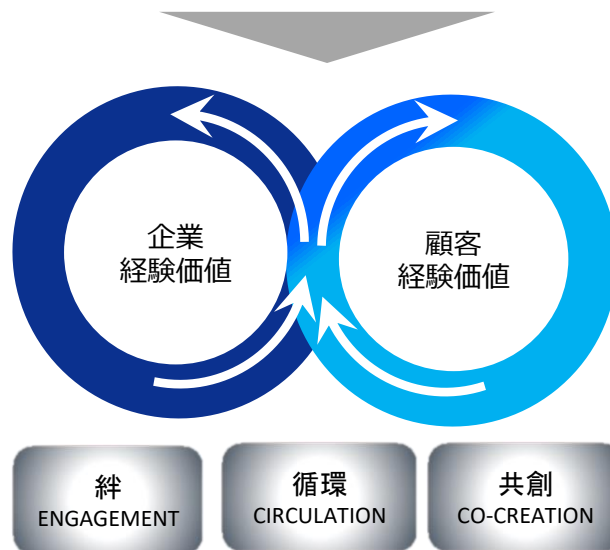 企業
経験価値
顧客
経験価値
絆
ENGAGEMENT
循環
CIRCULATION
共創
CO-CREATION